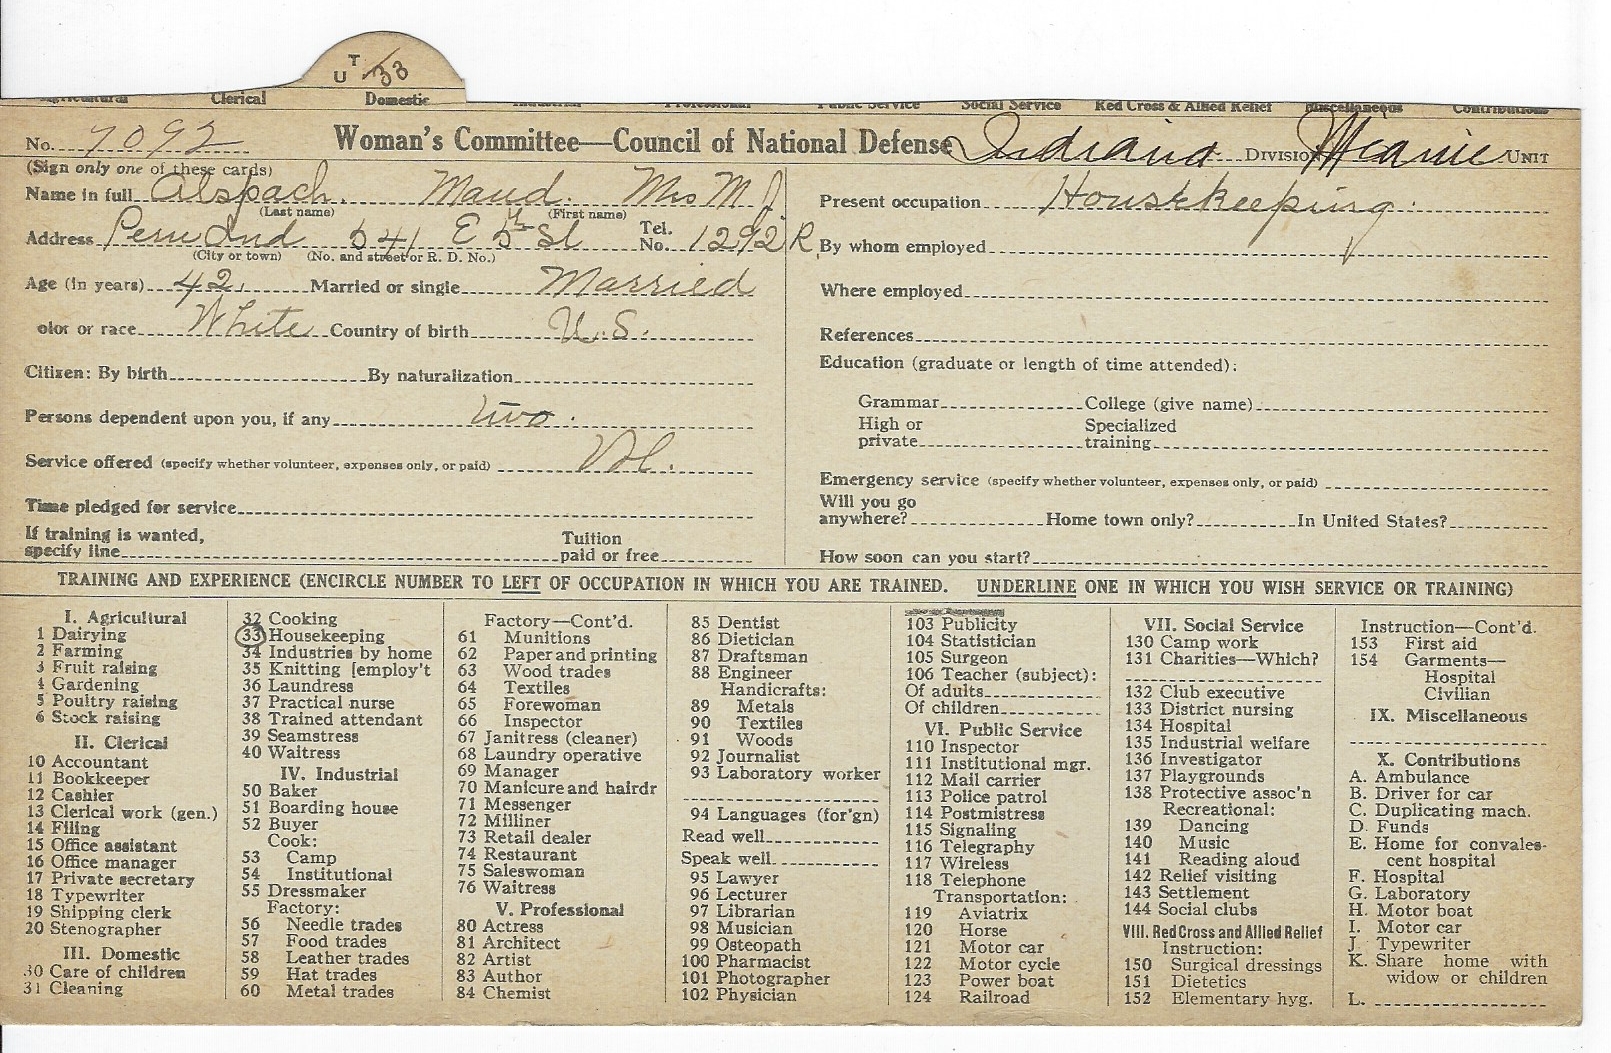 U T 33
Agricultural Clerical Domestic Industrial Professional Public Service Social Service Red Cross & Allied Relief Miscellaneous Contributions
No. 7092 Woman's Committee—Council of National Defense Indiana DIVISION Miami UNIT
(Sign only one of these cards)
Name in full Alspach. Maud. Mrs M J
(Last name) (First name)
Address Peru Ind 541 E 5th St Tel. No. 1292 R
(City or town) (No. and street or R. D. No.)
Age (in years) 42. Married or single Married
olor or race White Country of birth U.S.
Citizen: By birth By naturalization
Persons dependent upon you, if any two.
Service offered (specify whether volunteer, expenses only, or paid) Vol.
Time pledged for service
If training is wanted, specify line Tuition paid or free
Present occupation Housekeeping.
By whom employed
Where employed
References
Education (graduate or length of time attended):
Grammar College (give name)
High or private Specialized training
Emergency service (specify whether volunteer, expenses only, or paid)
Will you go anywhere? Home town only? In United States?
How soon can you start?
TRAINING AND EXPERIENCE (ENCIRCLE NUMBER TO LEFT OF OCCUPATION IN WHICH YOU ARE TRAINED. UNDERLINE ONE IN WHICH YOU WISH SERVICE OR TRAINING)
I. Agricultural
1 Dairying
2 Farming
3 Fruit raising
4 Gardening
5 Poultry raising
6 Stock raising
II. Clerical
10 Accountant
11 Bookkeeper
12 Cashier
13 Clerical work (gen.)
14 Filing
15 Office assistant
16 Office manager
17 Private secretary
18 Typewriter
19 Shipping clerk
20 Stenographer
III. Domestic
30 Care of children
31 Cleaning
32 Cooking
33 Housekeeping
34 Industries by home
35 Knitting [employ't
36 Laundress
37 Practical nurse
38 Trained attendant
39 Seamstress
40 Waitress
IV. Industrial
50 Baker
51 Boarding house
52 Buyer
Cook:
53 Camp
54 Institutional
55 Dressmaker
Factory:
56 Needle trades
57 Food trades
58 Leather trades
59 Hat trades
60 Metal trades
Factory—Cont'd.
61 Munitions
62 Paper and printing
63 Wood trades
64 Textiles
65 Forewoman
66 Inspector
67 Janitress (cleaner)
68 Laundry operative
69 Manager
70 Manicure and hairdr
71 Messenger
72 Milliner
73 Retail dealer
74 Restaurant
75 Saleswoman
76 Waitress
V. Professional
80 Actress
81 Architect
82 Artist
83 Author
84 Chemist
85 Dentist
86 Dietician
87 Draftsman
88 Engineer
Handicrafts:
89 Metals
90 Textiles
91 Woods
92 Journalist
93 Laboratory worker
94 Languages (for'gn)
Read well
Speak well
95 Lawyer
96 Lecturer
97 Librarian
98 Musician
99 Osteopath
100 Pharmacist
101 Photographer
102 Physician
103 Publicity
104 Statistician
105 Surgeon
106 Teacher (subject):
Of adults
Of children
VI. Public Service
110 Inspector
111 Institutional mgr.
112 Mail carrier
113 Police patrol
114 Postmistress
115 Signaling
116 Telegraphy
117 Wireless
118 Telephone
Transportation:
119 Aviatrix
120 Horse
121 Motor car
122 Motor cycle
123 Power boat
124 Railroad
VII. Social Service
130 Camp work
131 Charities—Which?
132 Club executive
133 District nursing
134 Hospital
135 Industrial welfare
136 Investigator
137 Playgrounds
138 Protective assoc'n
Recreational:
139 Dancing
140 Music
141 Reading aloud
142 Relief visiting
143 Settlement
144 Social clubs
VIII. Red Cross and Allied Relief
Instruction:
150 Surgical dressings
151 Dietetics
152 Elementary hyg.
Instruction—Cont'd.
153 First aid
154 Garments—
Hospital
Civilian
IX. Miscellaneous
X. Contributions
A. Ambulance
B. Driver for car
C. Duplicating mach.
D. Funds
E. Home for convales-
cent hospital
F. Hospital
G. Laboratory
H. Motor boat
I. Motor car
J. Typewriter
K. Share home with
widow or children
L.